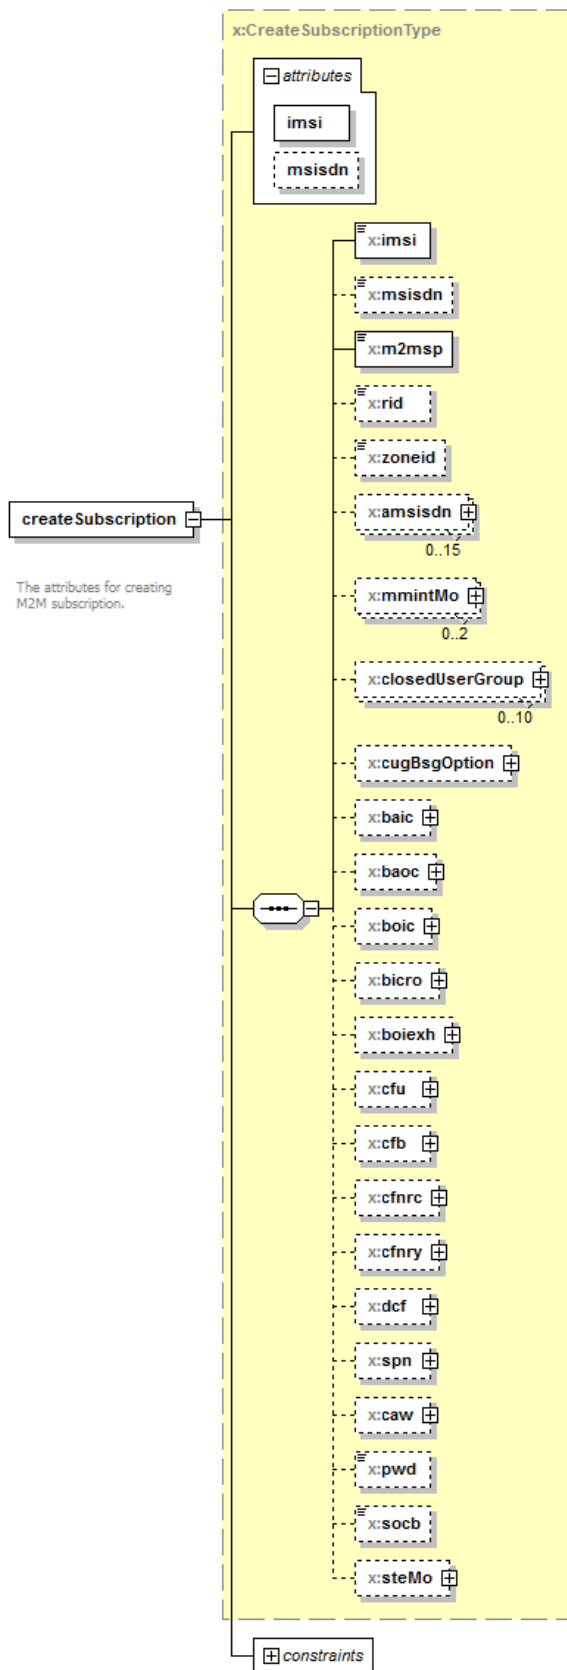 x:CreateSubscriptionType
attributes
imsi
msisdn
x:imsi
x:msisdn
x:m2msp
x:rid
x:zoneid
createSubscription
x:amsisdn
0..15
The attributes for creating
M2M subscription.
x:mmintMo
0..2
x:closedUserGroup
0..10
x:cugBsgOption
x:baic
x:baoc
x:boic
x:bicro
x:boiexh
x:cfu
x:cfb
x:cfnrc
x:cfnry
x:dcf
x:spn
x:caw
x:pwd
x:socb
x:steMo
constraints